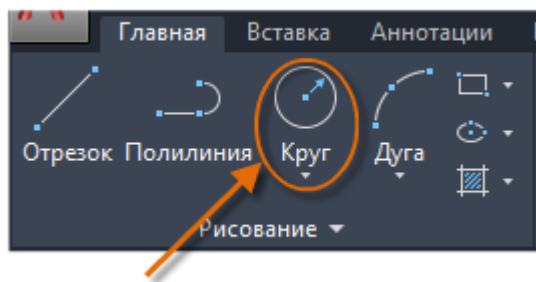 Главная Вставка Аннотации
Отрезок Полилиния Круг Дуга
Рисование